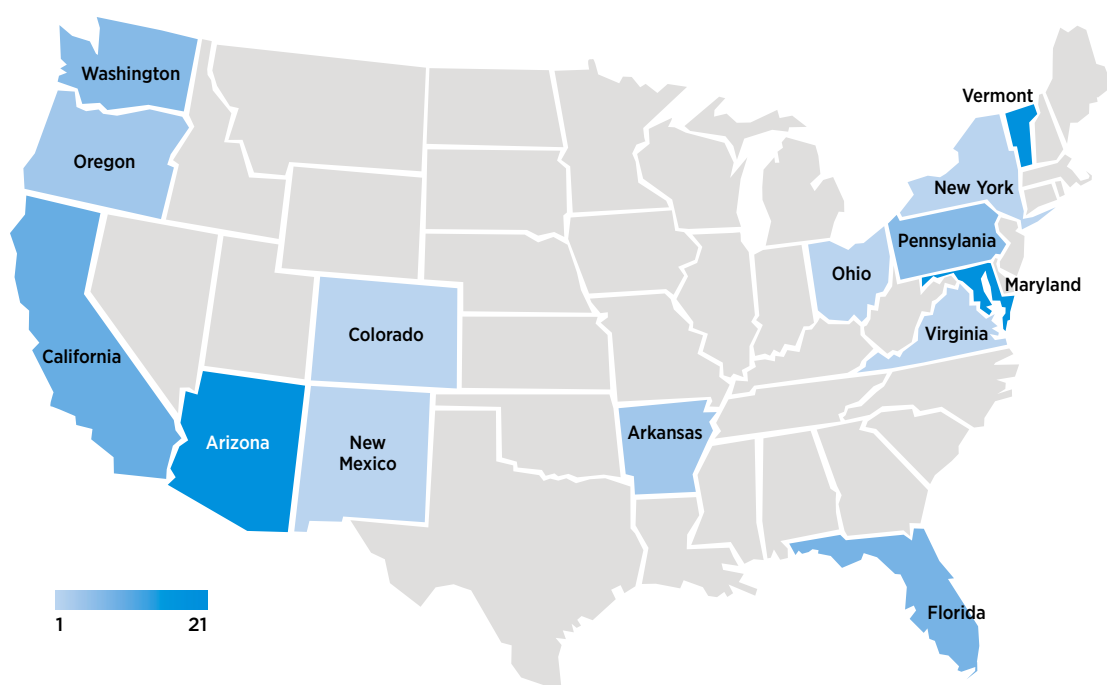 Washington
Vermont
Oregon
New York
Pennsylania
Ohio
Maryland
Colorado
Virginia
California
Arizona
New
Mexico
Arkansas
Florida
1 21